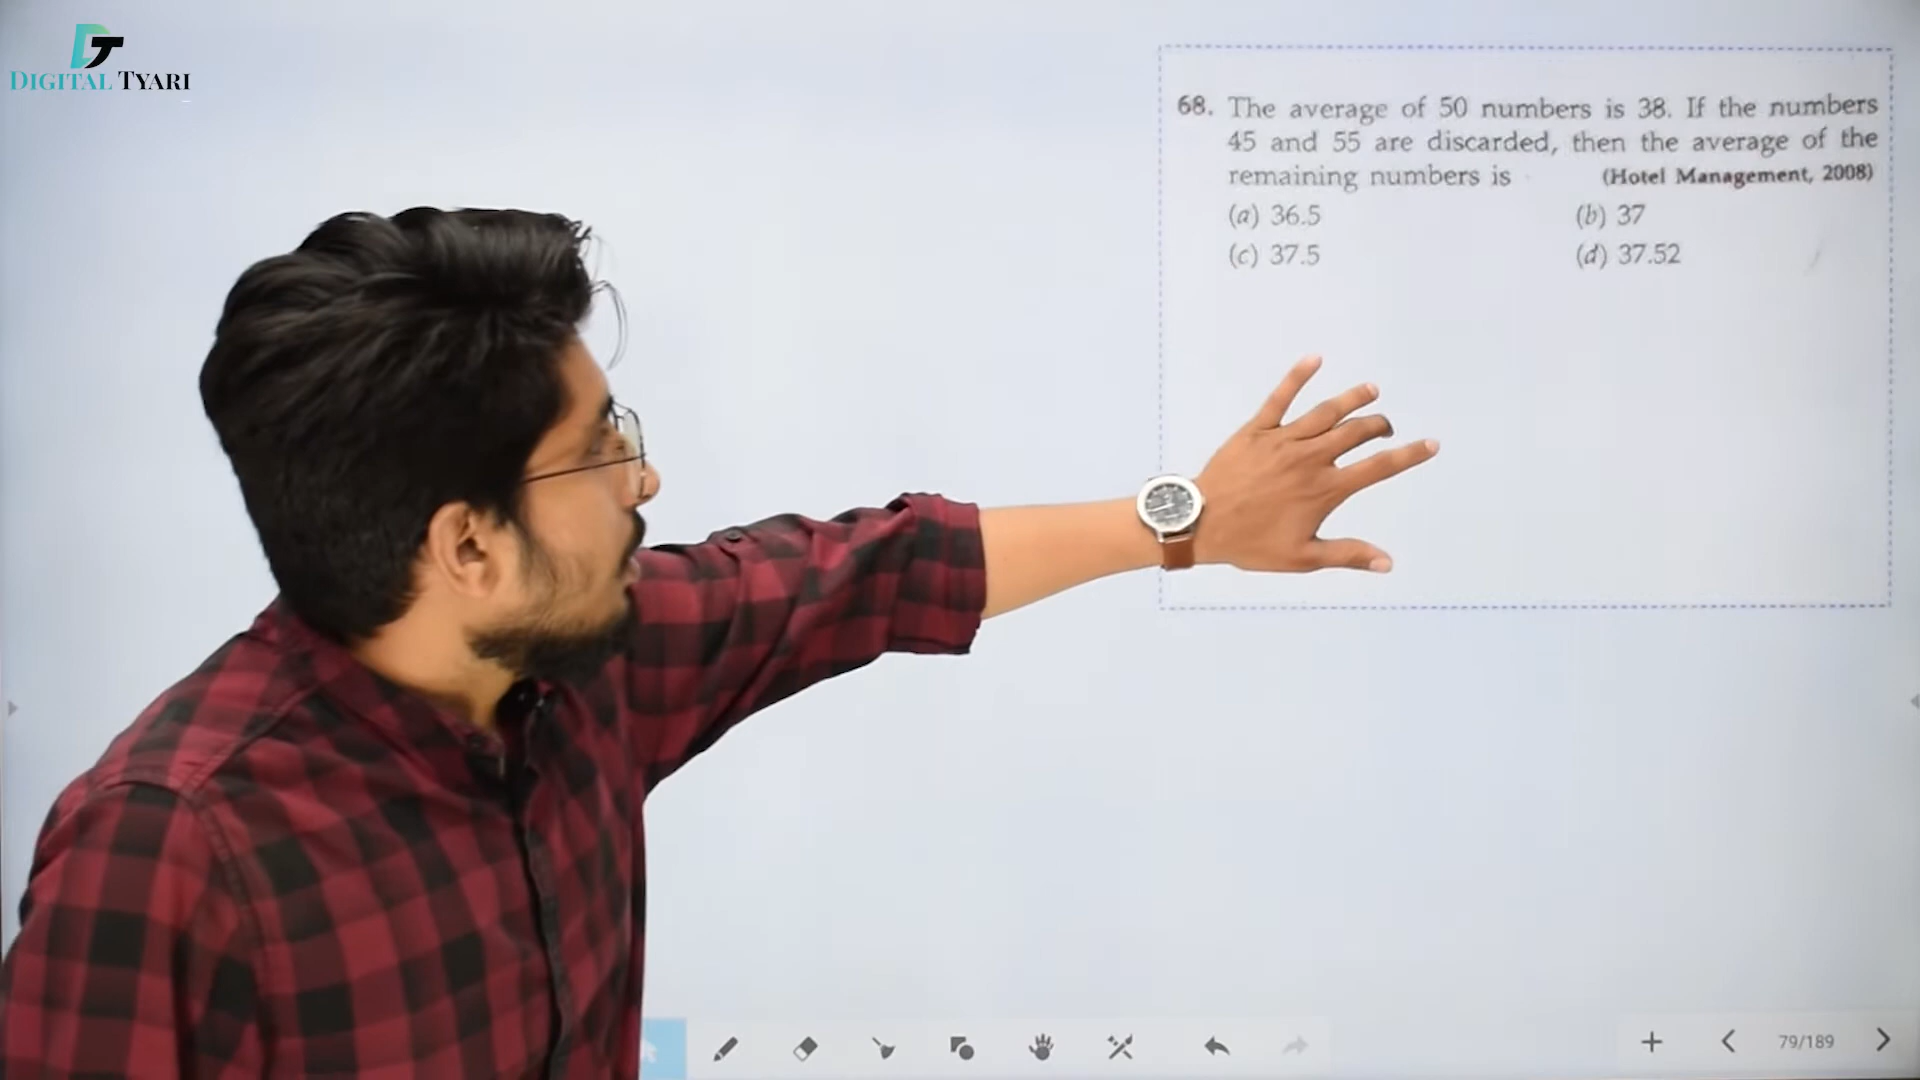 DT
DIGITAL TYARI
68. The average of 50 numbers is 38. If the numbers
45 and 55 are discarded, then the average of the
remaining numbers is (Hotel Management, 2008)
(a) 36.5 (b) 37
(c) 37.5 (d) 37.52
79/189